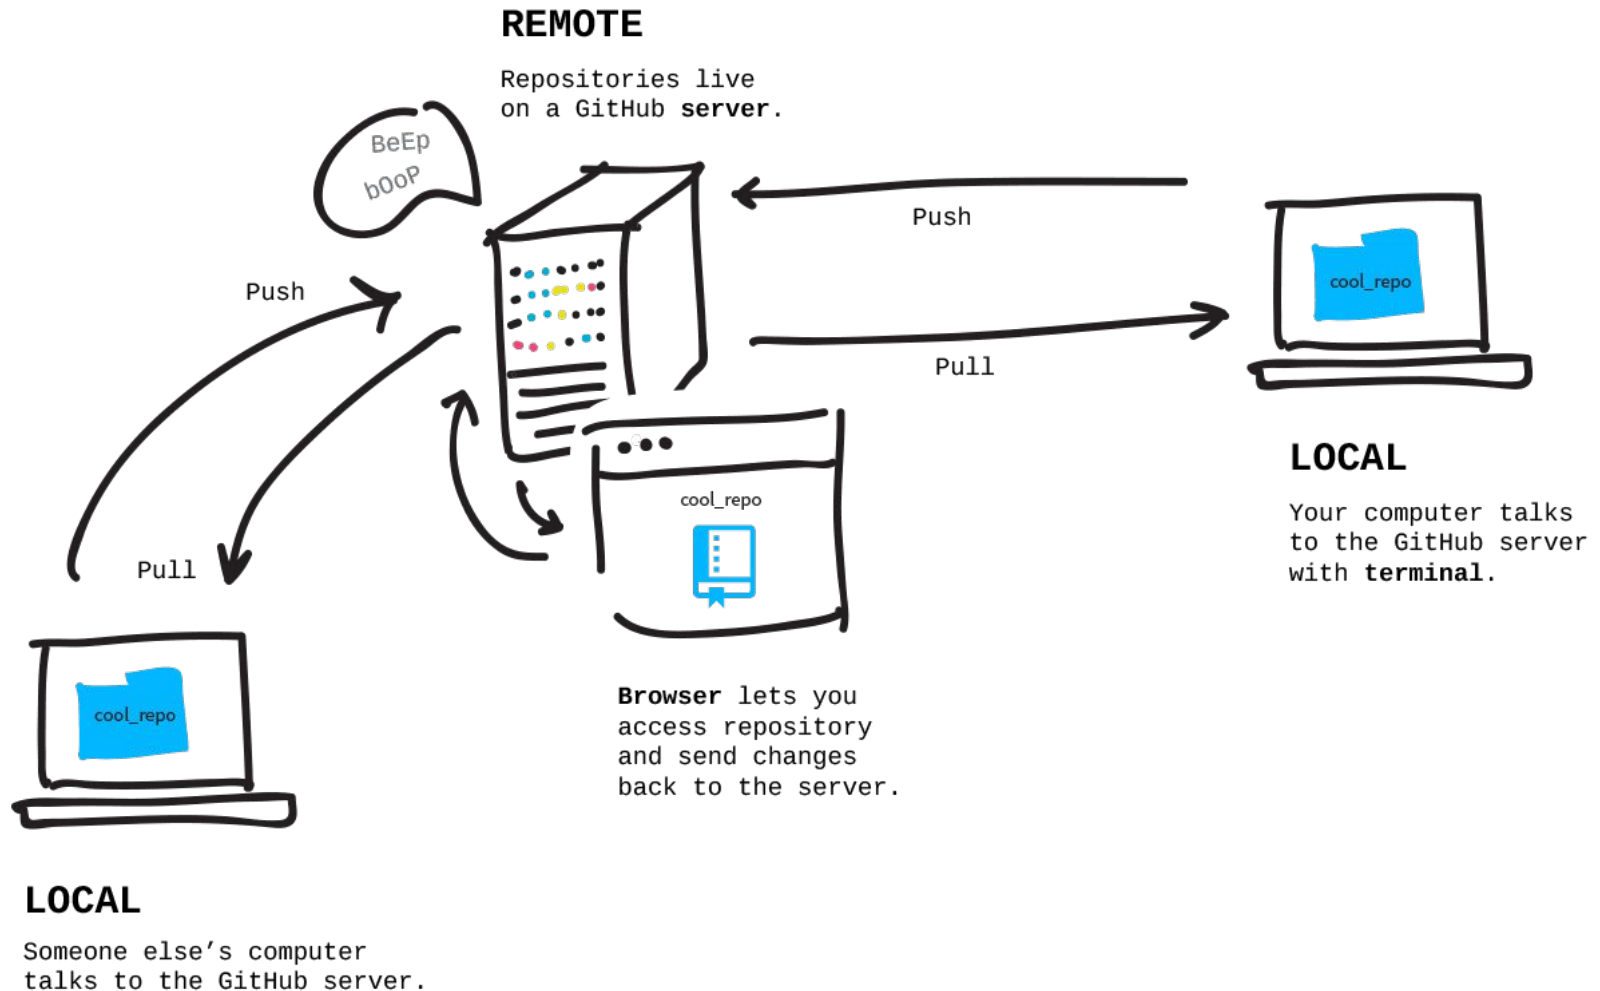 REMOTE
Repositories live
on a GitHub server.
BeEp
bOoP
Push
Pull
cool_repo
LOCAL
Your computer talks
to the GitHub server
with terminal.
Push
Pull
cool_repo
Browser lets you
access repository
and send changes
back to the server.
cool_repo
LOCAL
Someone else’s computer
talks to the GitHub server.